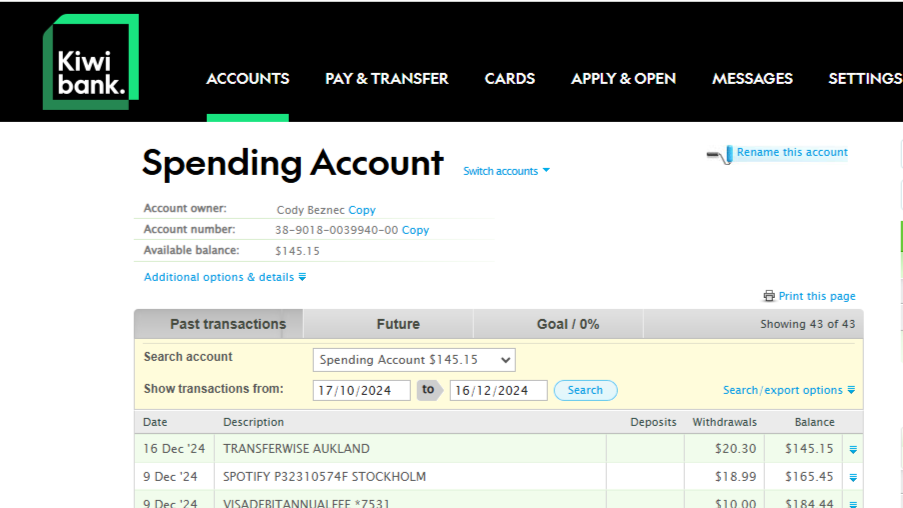 Kiwi
bank.
ACCOUNTS PAY & TRANSFER CARDS APPLY & OPEN MESSAGES SETTINGS
Spending Account Switch accounts Rename this account
Account owner: Cody Beznec Copy
Account number: 38-9018-0039940-00 Copy
Available balance: $145.15
Additional options & details
Print this page
Past transactions Future Goal / 0% Showing 43 of 43
Search account Spending Account $145.15
Show transactions from: 17/10/2024 to 16/12/2024 Search Search/export options
Date Description Deposits Withdrawals Balance
16 Dec '24 TRANSFERWISE AUKLAND $20.30 $145.15
9 Dec '24 SPOTIFY P32310574F STOCKHOLM $18.99 $165.45
9 Dec '24 VISADEBITANNUALFEE *7531 $10.00 $184.44